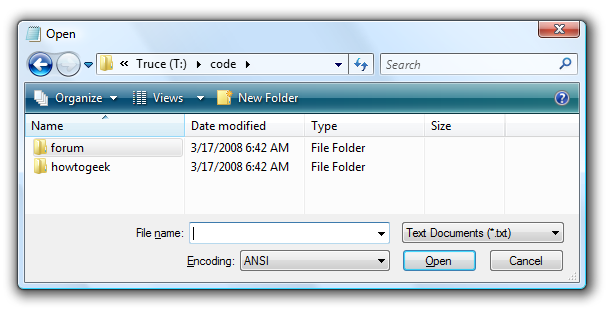 Open
« Truce (T:) code Search
Organize Views New Folder
Name Date modified Type Size
forum 3/17/2008 6:42 AM File Folder
howtogeek 3/17/2008 6:42 AM File Folder
File name: Text Documents (*.txt)
Encoding: ANSI Open Cancel